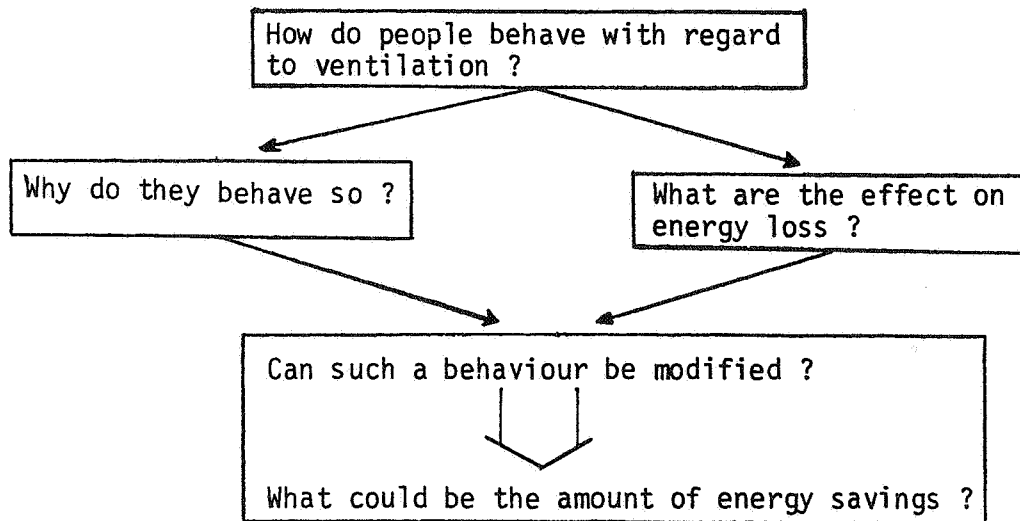 How do people behave with regard
to ventilation ?
Why do they behave so ?
What are the effect on
energy loss ?
Can such a behaviour be modified ?
What could be the amount of energy savings ?